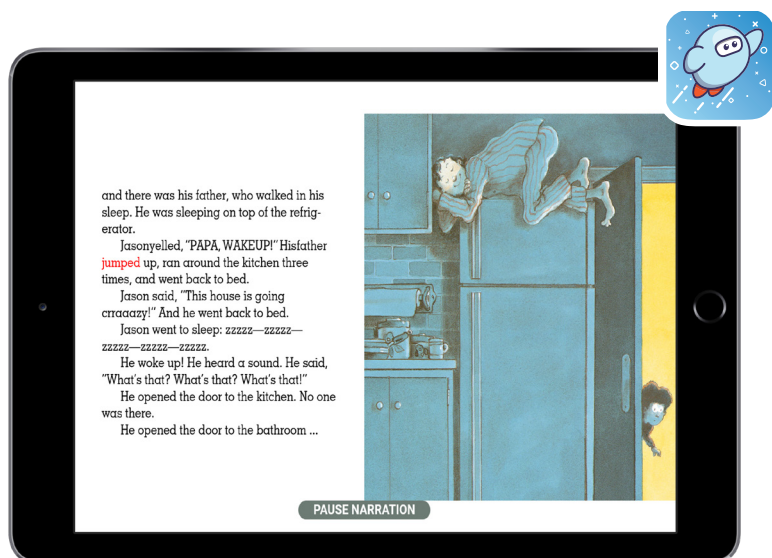 and there was his father, who walked in his
sleep. He was sleeping on top of the refrig-
erator.
Jasonyelled, "PAPA, WAKEUP!" Hisfather
jumped up, ran around the kitchen three
times, and went back to bed.
Jason said, "This house is going
crraaazy!" And he went back to bed.
Jason went to sleep: zzzzz—zzzzz—
zzzzz—zzzzz—zzzzz.
He woke up! He heard a sound. He said,
"What's that? What's that? What's that!"
He opened the door to the kitchen. No one
was there.
He opened the door to the bathroom ...
PAUSE NARRATION